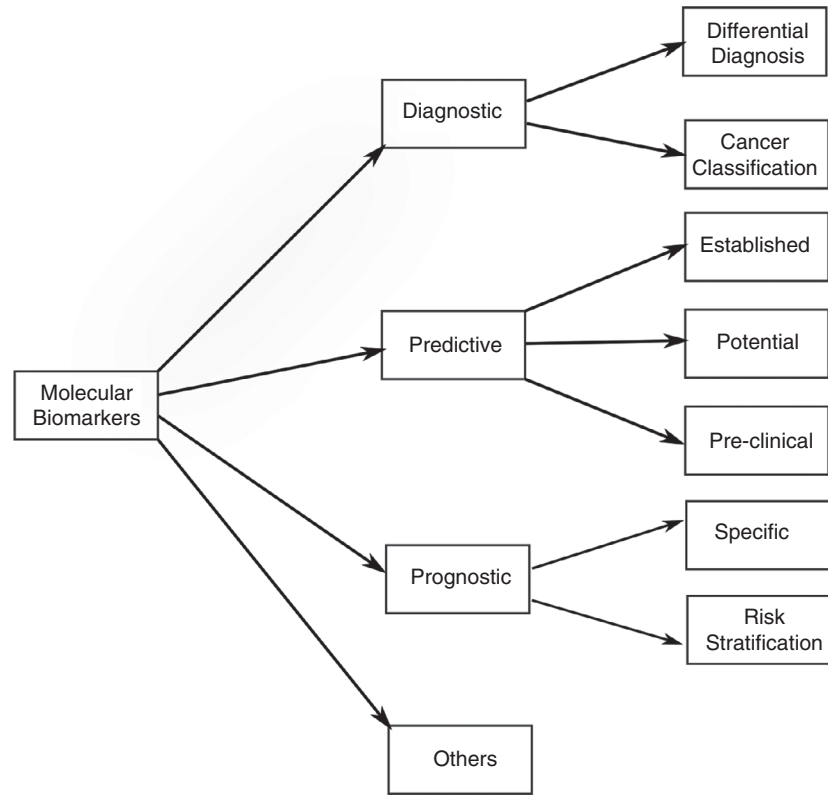 Differential
Diagnosis
Diagnostic
Cancer
Classification
Established
Predictive
Potential
Molecular
Biomarkers
Pre-clinical
Specific
Prognostic
Risk
Stratification
Others